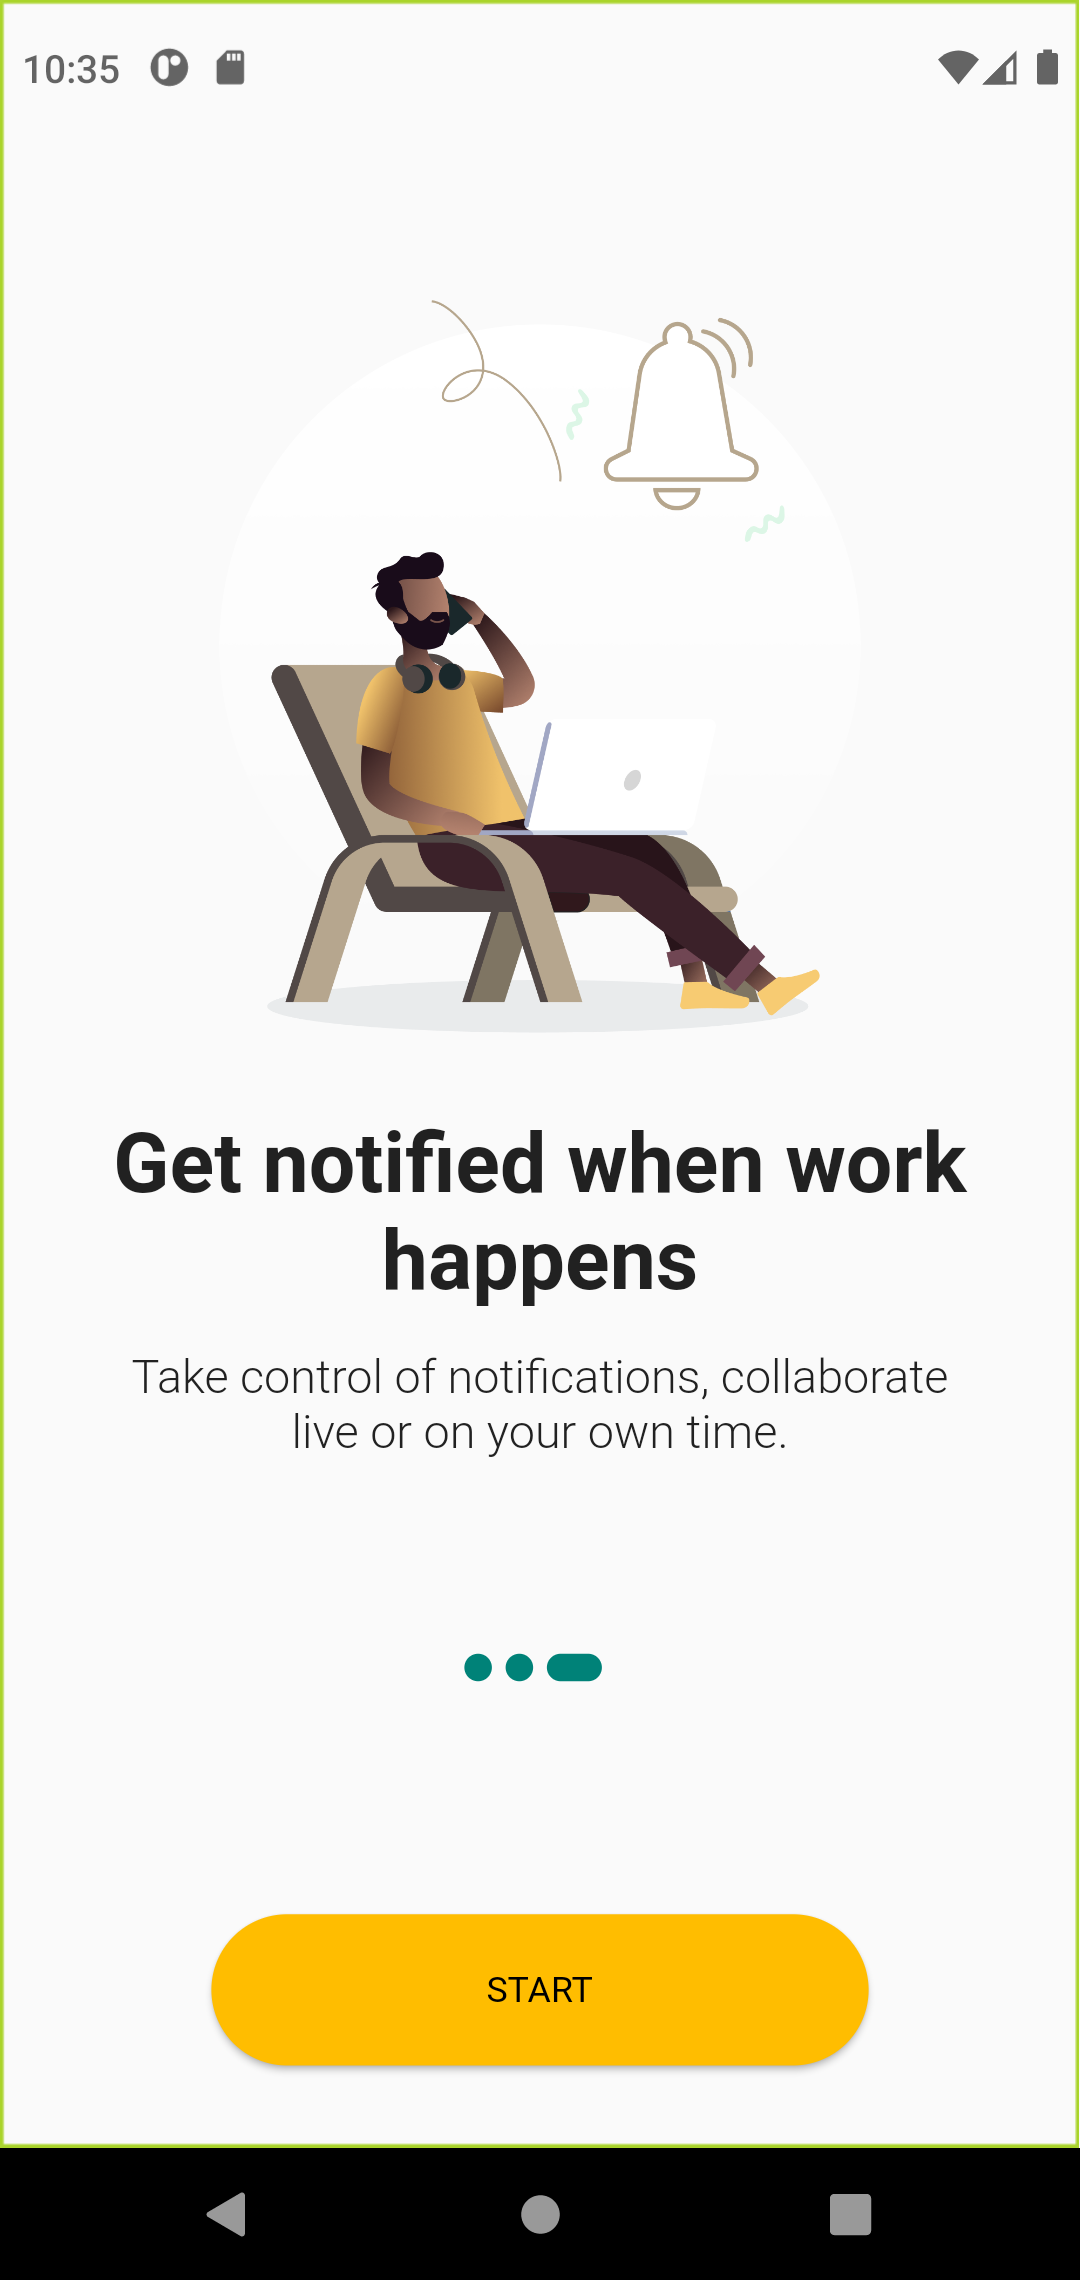 10:35
Get notified when work
happens
Take control of notifications, collaborate
live or on your own time.
START